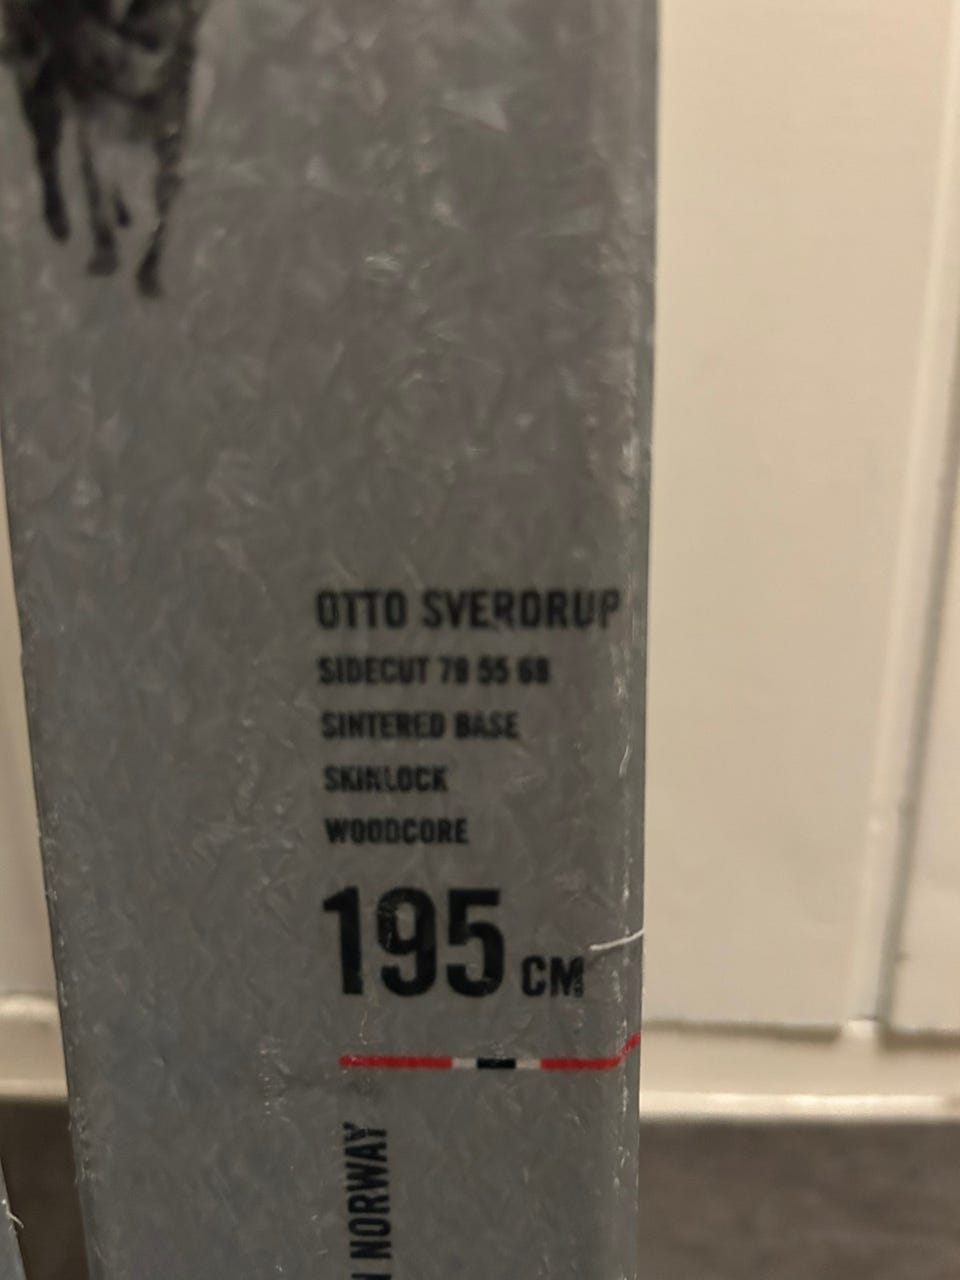 OTTO SVERDRUP
SIDECUT 78 55 68
SINTERED BASE
SKINLOCK
WOODCORE
195 CM
NORWAY